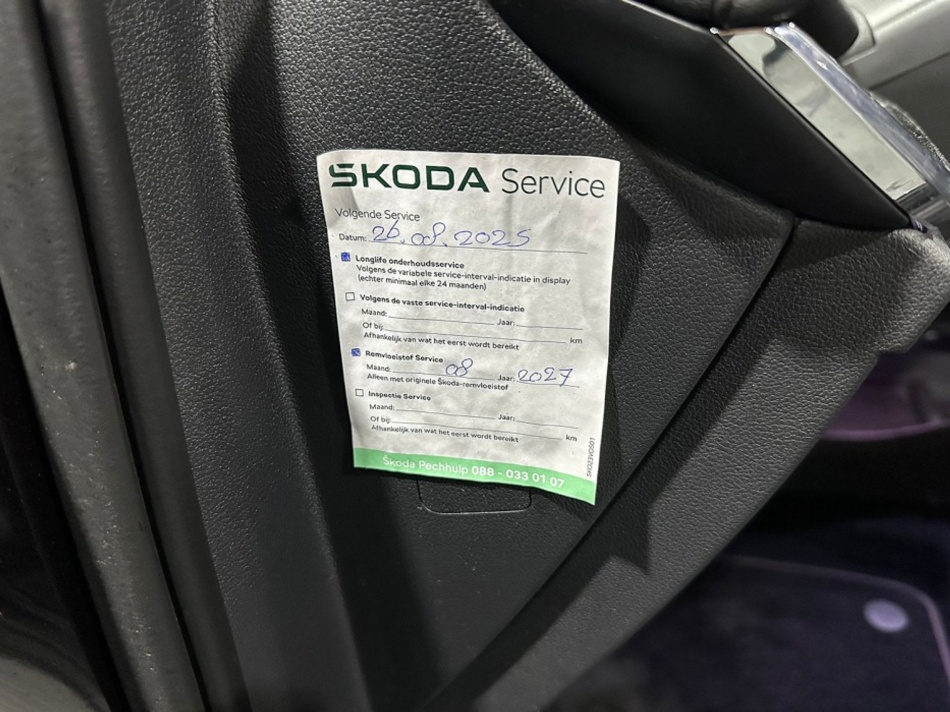 ŠKODA Service
Volgende Service
Datum: 26.08.2025
Longlife onderhoudsservice
Volgens de variabele service-interval-indicatie in display
(echter minimaal elke 24 maanden)
Volgens de vaste service-interval-indicatie
Maand: Jaar:
Of bij: km
Afhankelijk van wat het eerst wordt bereikt
Remvloeistof Service
Maand: 08 Jaar: 2027
Alleen met originele Škoda-remvloeistof
Inspectie Service
Maand: Jaar:
Of bij: km
Afhankelijk van wat het eerst wordt bereikt
Škoda Pechhulp 088 - 033 01 07